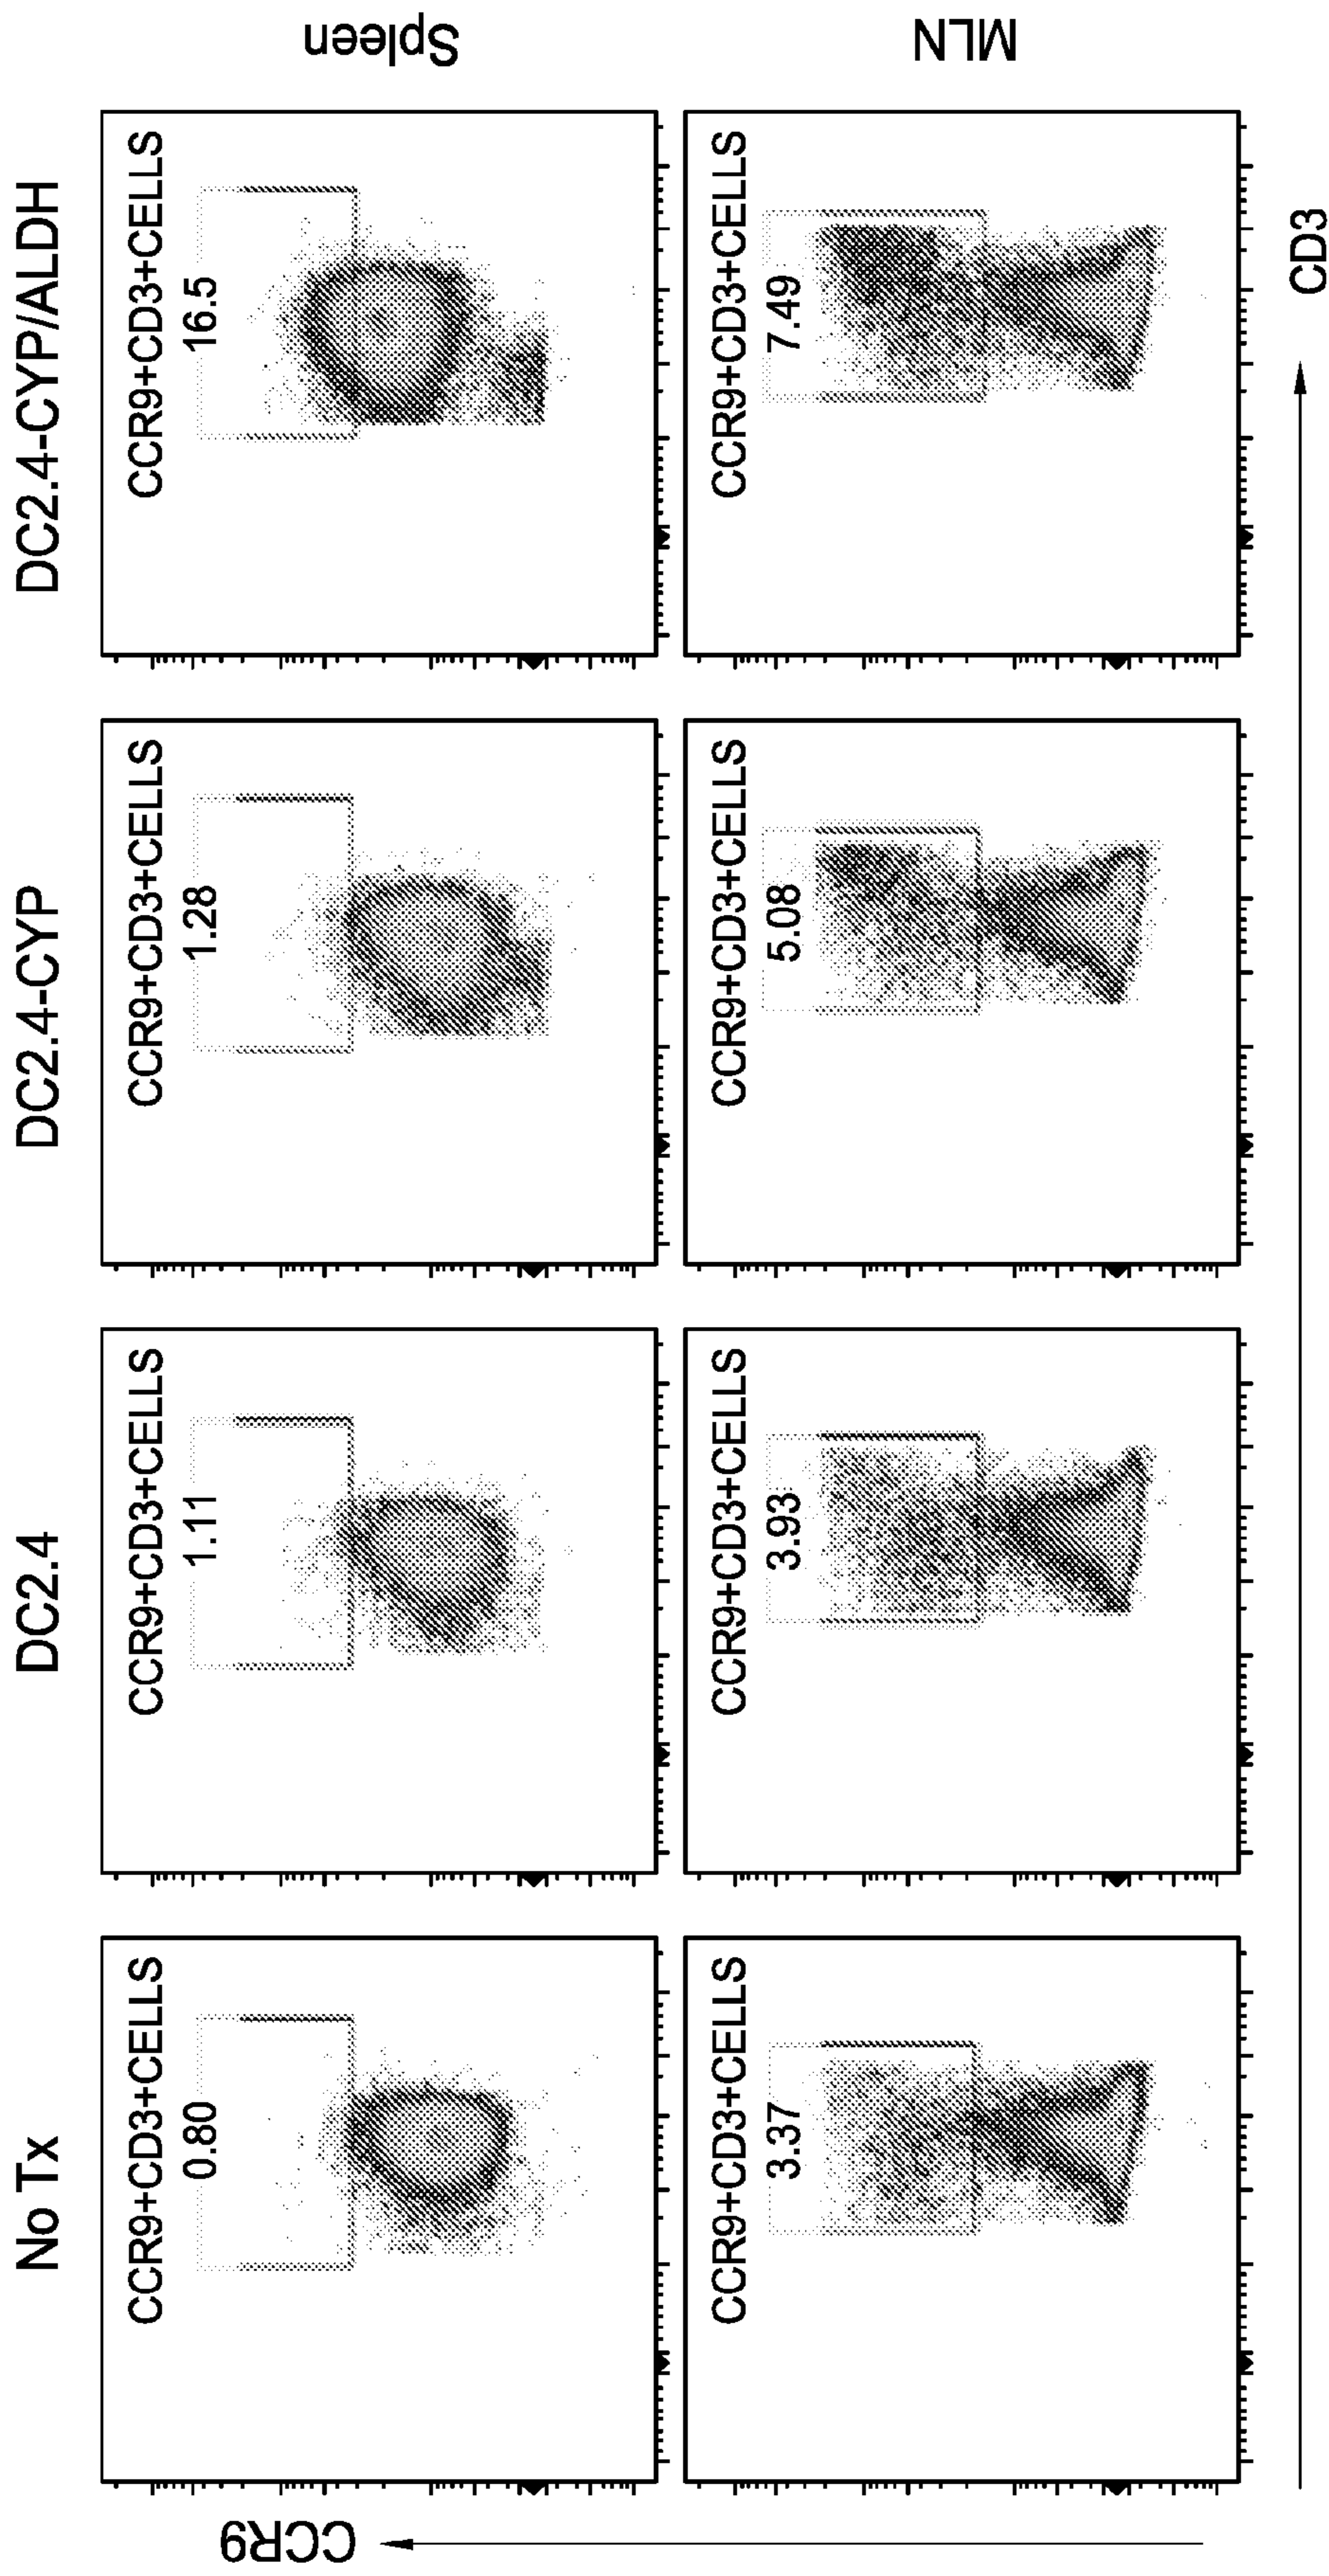 No Tx
DC2.4
DC2.4-CYP
DC2.4-CYP/ALDH
CCR9+CD3+CELLS
0.80
CCR9+CD3+CELLS
1.11
CCR9+CD3+CELLS
1.28
CCR9+CD3+CELLS
16.5
Spleen
CCR9+CD3+CELLS
3.37
CCR9+CD3+CELLS
3.93
CCR9+CD3+CELLS
5.08
CCR9+CD3+CELLS
7.49
MLN
CCR9
CD3